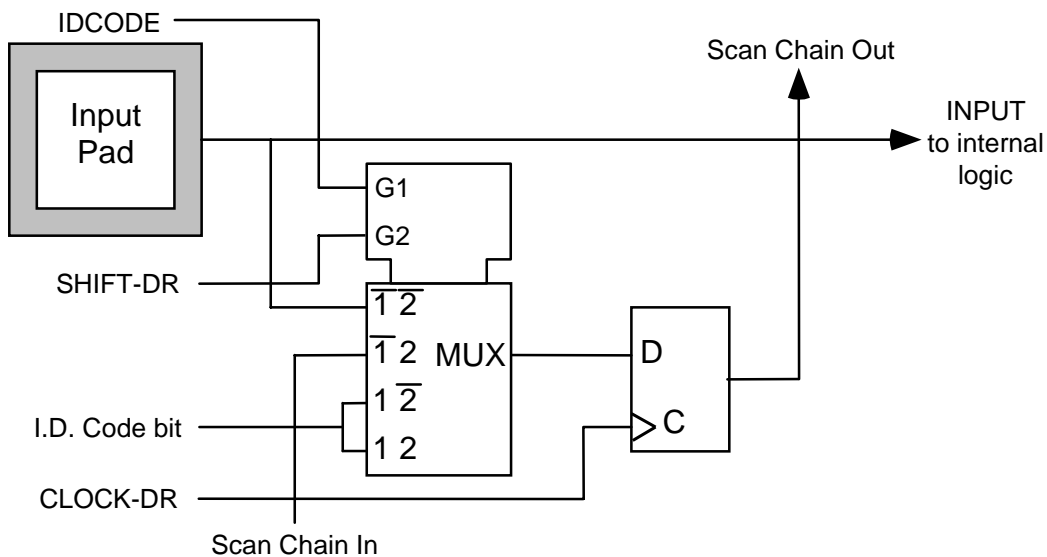 IDCODE
Scan Chain Out
Input
Pad
INPUT
to internal
logic
G1
G2
SHIFT-DR
1̅ 2̅
1̅ 2
MUX
D
1 2̅
I.D. Code bit
C
1 2
CLOCK-DR
Scan Chain In